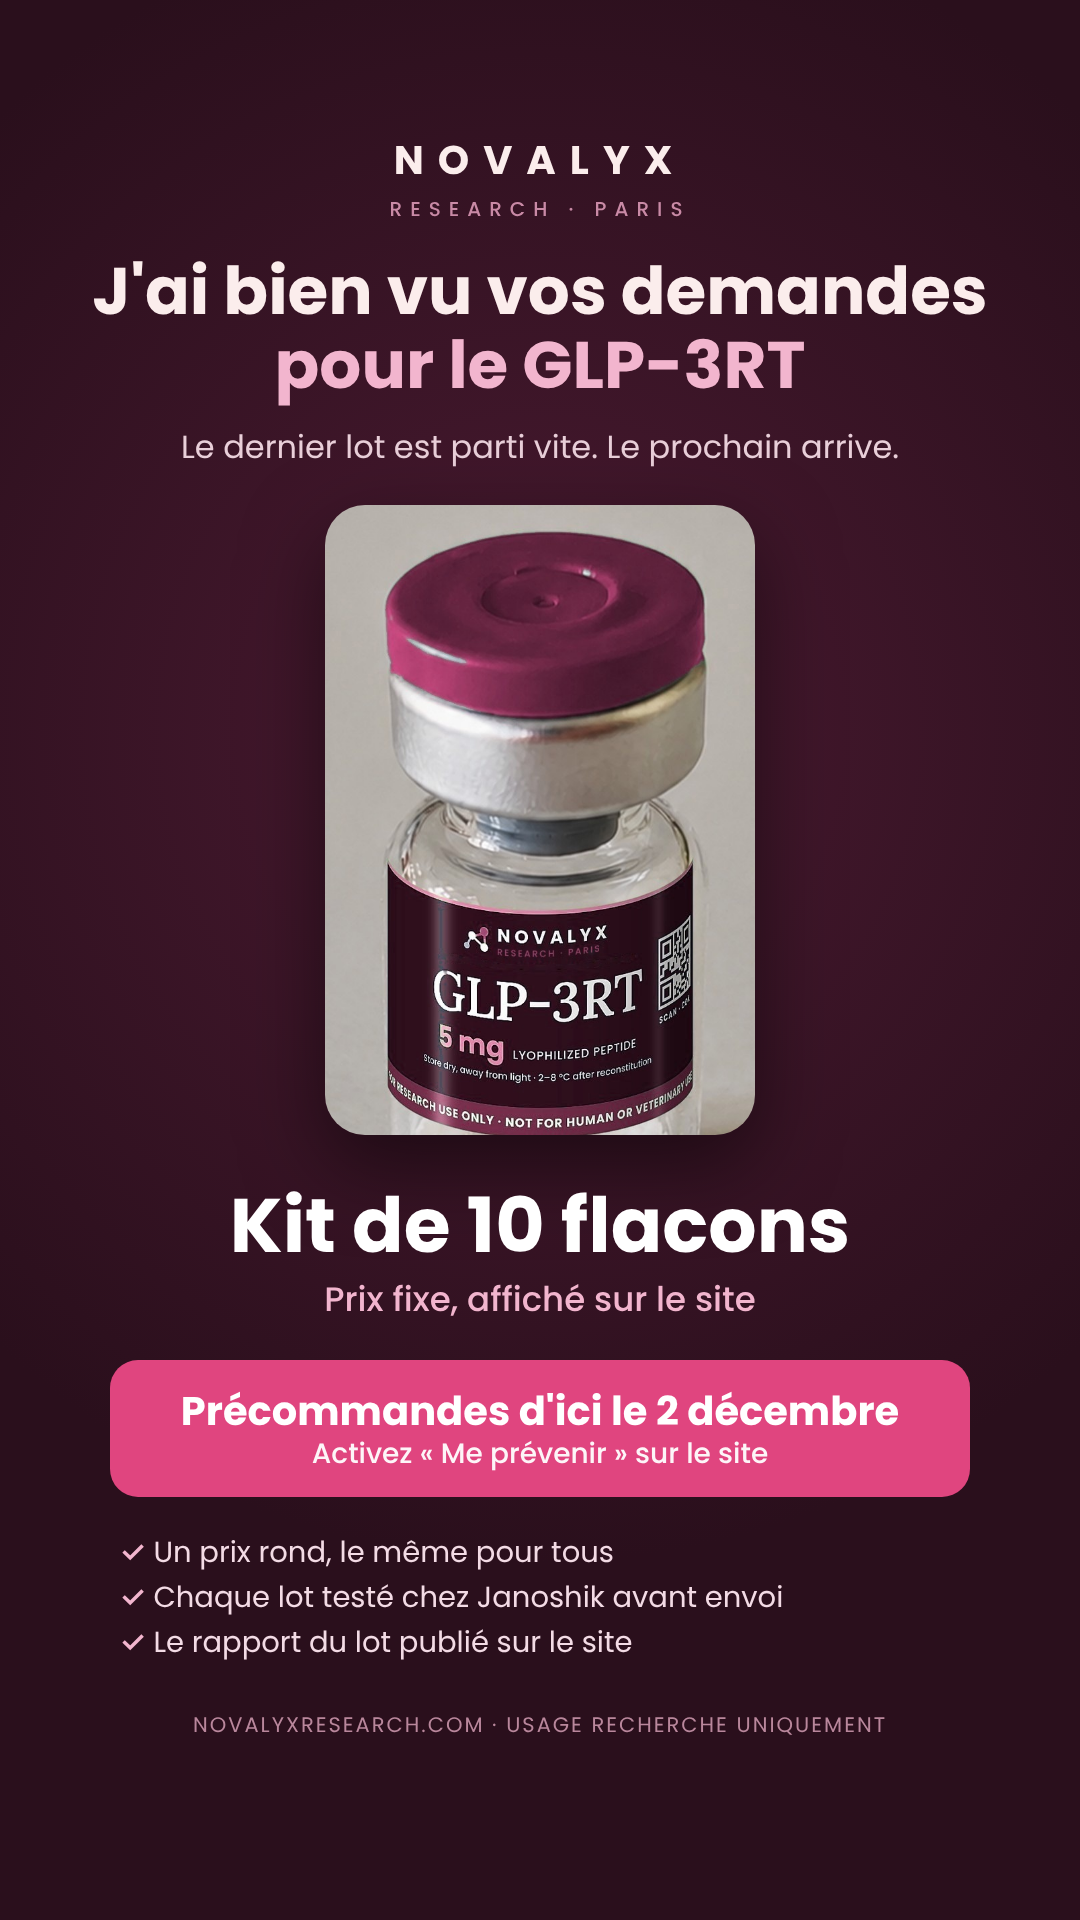 NOVALYX
RESEARCH · PARIS
J'ai bien vu vos demandes
pour le GLP-3RT
Le dernier lot est parti vite. Le prochain arrive.
NOVALYX
RESEARCH · PARIS
GLP-3RT
5 mg LYOPHILIZED PEPTIDE
Store dry, away from light · 2–8 °C after reconstitution
SCAN · COA
FOR RESEARCH USE ONLY · NOT FOR HUMAN OR VETERINARY USE
Kit de 10 flacons
Prix fixe, affiché sur le site
Précommandes d'ici le 2 décembre
Activez « Me prévenir » sur le site
✓ Un prix rond, le même pour tous
✓ Chaque lot testé chez Janoshik avant envoi
✓ Le rapport du lot publié sur le site
NOVALYXRESEARCH.COM · USAGE RECHERCHE UNIQUEMENT